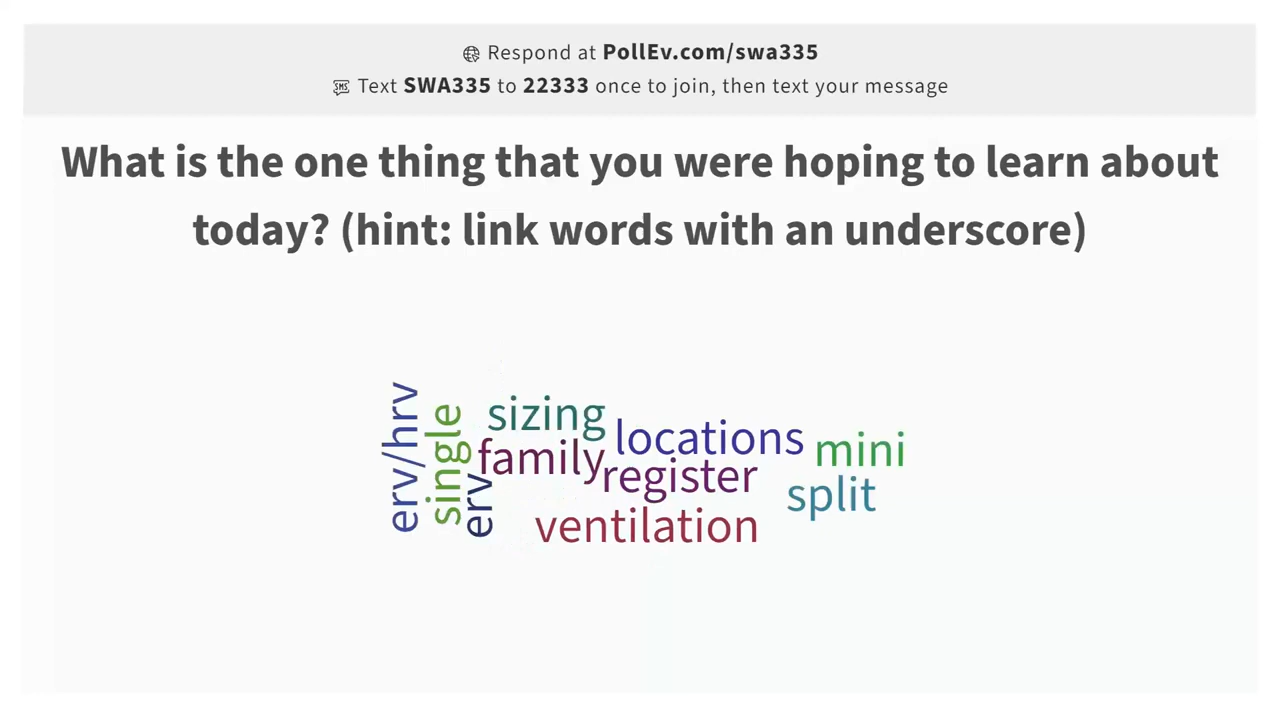 Respond at PollEv.com/swa335
Text SWA335 to 22333 once to join, then text your message
What is the one thing that you were hoping to learn about
today? (hint: link words with an underscore)
erv/hrv
single
erv
sizing
family
locations
register
ventilation
mini
split